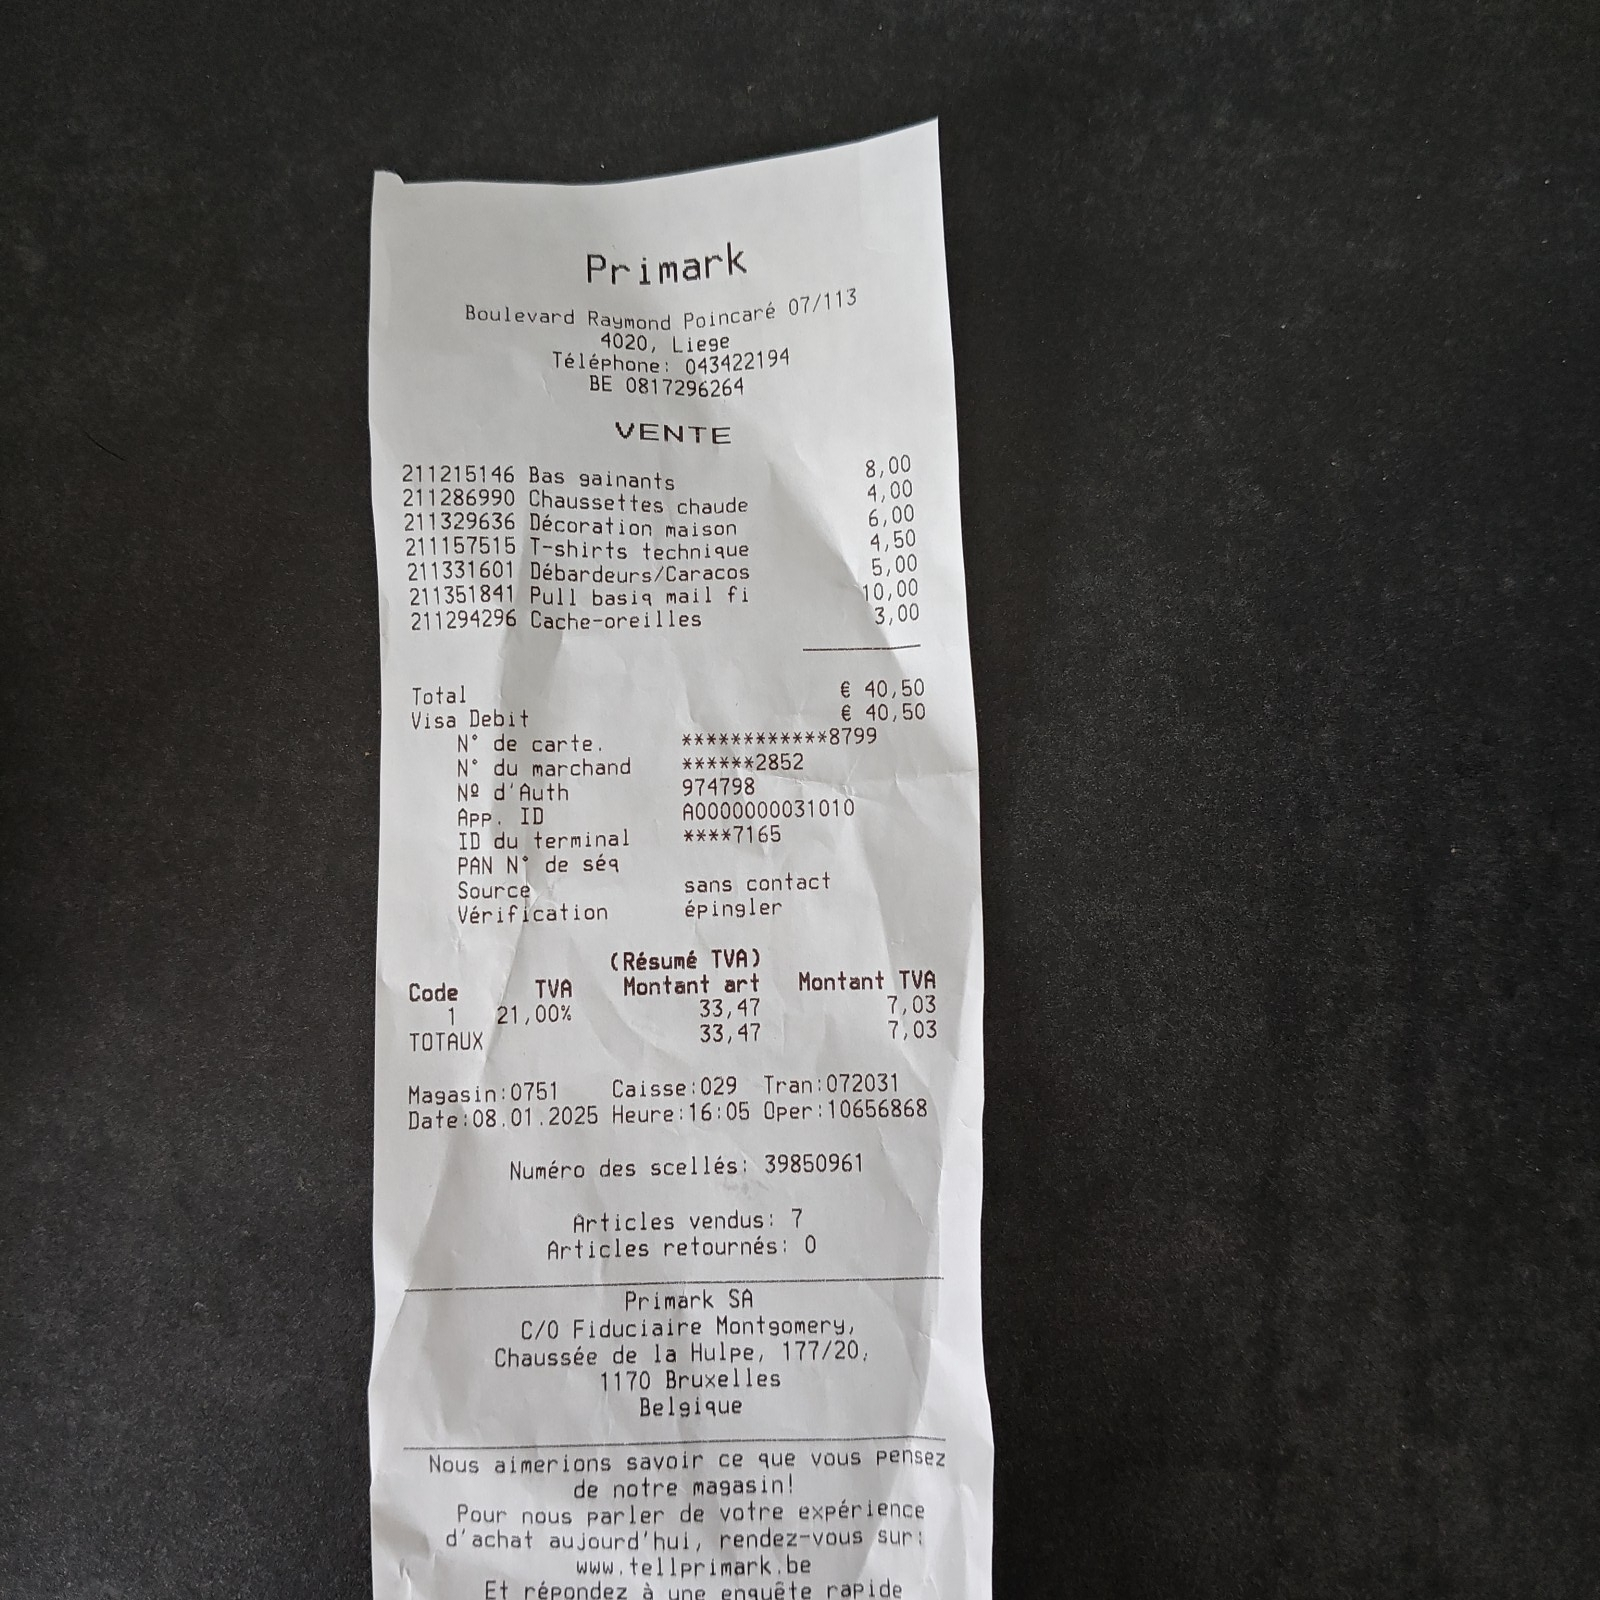 Primark
Boulevard Raymond Poincaré 07/113
4020, Liege
Téléphone: 043422194
BE 0817296264
VENTE
211215146 Bas gainants 8,00
211286990 Chaussettes chaude 4,00
211329636 Décoration maison 6,00
211157515 T-shirts technique 4,50
211331601 Débardeurs/Caracos 5,00
211351841 Pull basiq mail fi 10,00
211294296 Cache-oreilles 3,00
Total € 40,50
Visa Debit € 40,50
N° de carte. ************8799
N° du marchand ******2852
Nº d'Auth 974798
App. ID A0000000031010
ID du terminal ****7165
PAN N° de séq
Source sans contact
Vérification épingler
(Résumé TVA)
Code TVA Montant art Montant TVA
1 21,00% 33,47 7,03
TOTAUX 33,47 7,03
Magasin:0751 Caisse:029 Tran:072031
Date:08.01.2025 Heure:16:05 Oper:10656868
Numéro des scellés: 39850961
Articles vendus: 7
Articles retournés: 0
Primark SA
C/O Fiduciaire Montgomery,
Chaussée de la Hulpe, 177/20,
1170 Bruxelles
Belgique
Nous aimerions savoir ce que vous pensez
de notre magasin!
Pour nous parler de votre expérience
d'achat aujourd'hui, rendez-vous sur:
www.tellprimark.be
Et répondez à une enquête rapide